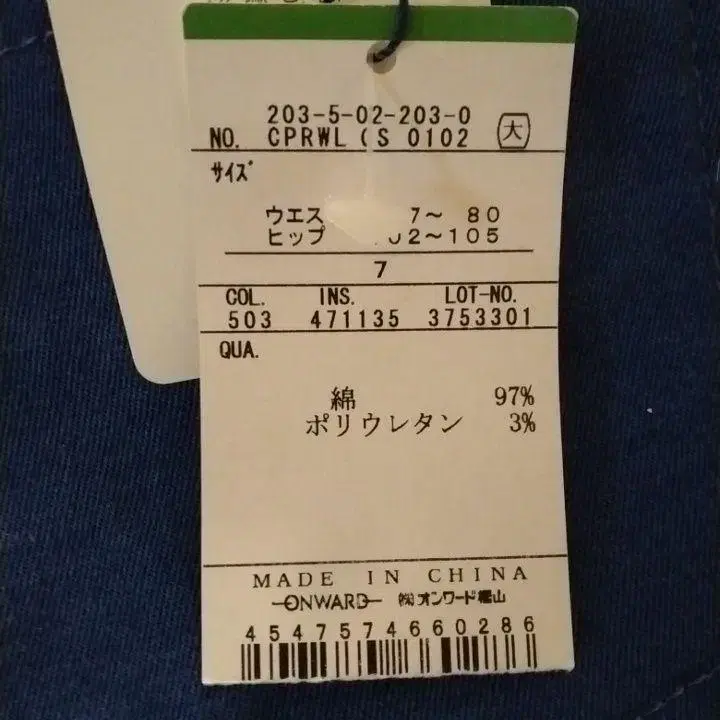 203-5-02-203-0
NO. CPRWL (S 0102 大
サイズ
ウエス 7～ 80
ヒップ 02～105
7
COL. INS. LOT-NO.
503 471135 3753301
QUA.
綿 97%
ポリウレタン 3%
MADE IN CHINA
ONWARD ㈱オンワード樫山
4547574660286